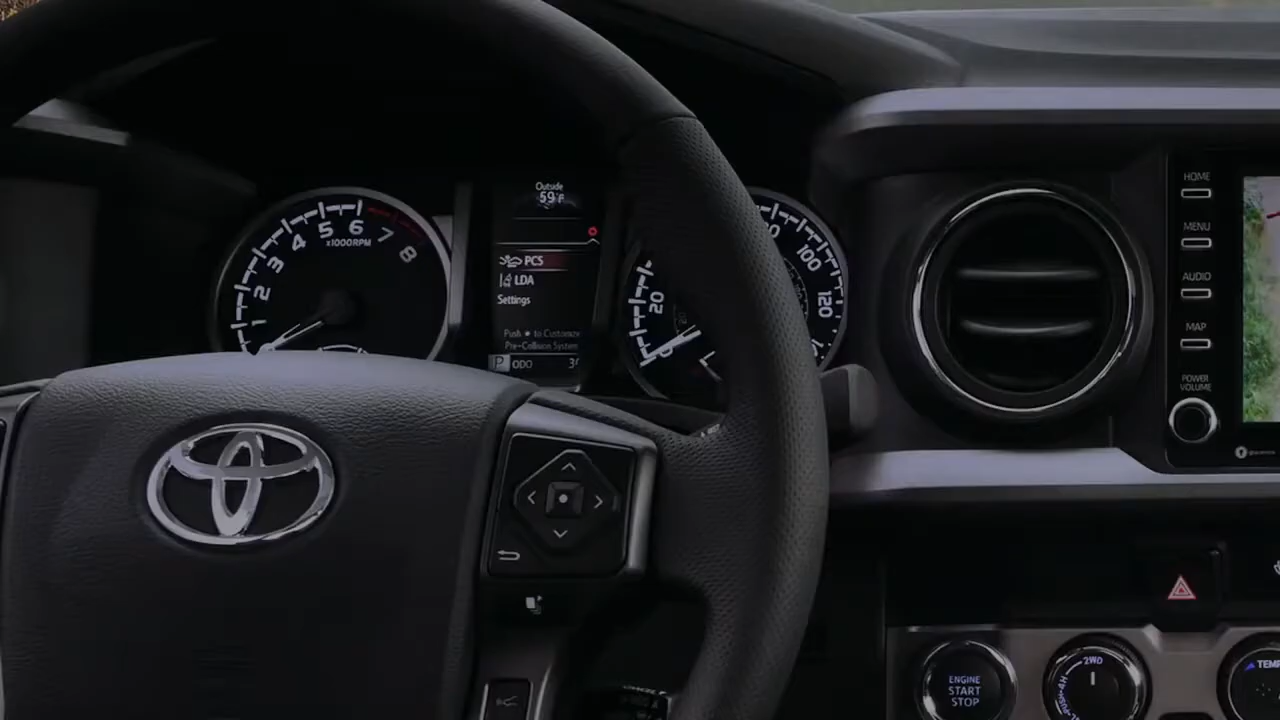 Outside
59°F
1 2 3 4 5 6 7 8
x1000RPM
PCS
LDA
Settings
Push to Customize
Pre-Collision System
P ODO
20
100
120
HOME
MENU
AUDIO
MAP
POWER
VOLUME
ENGINE
START
STOP
2WD
TEMP